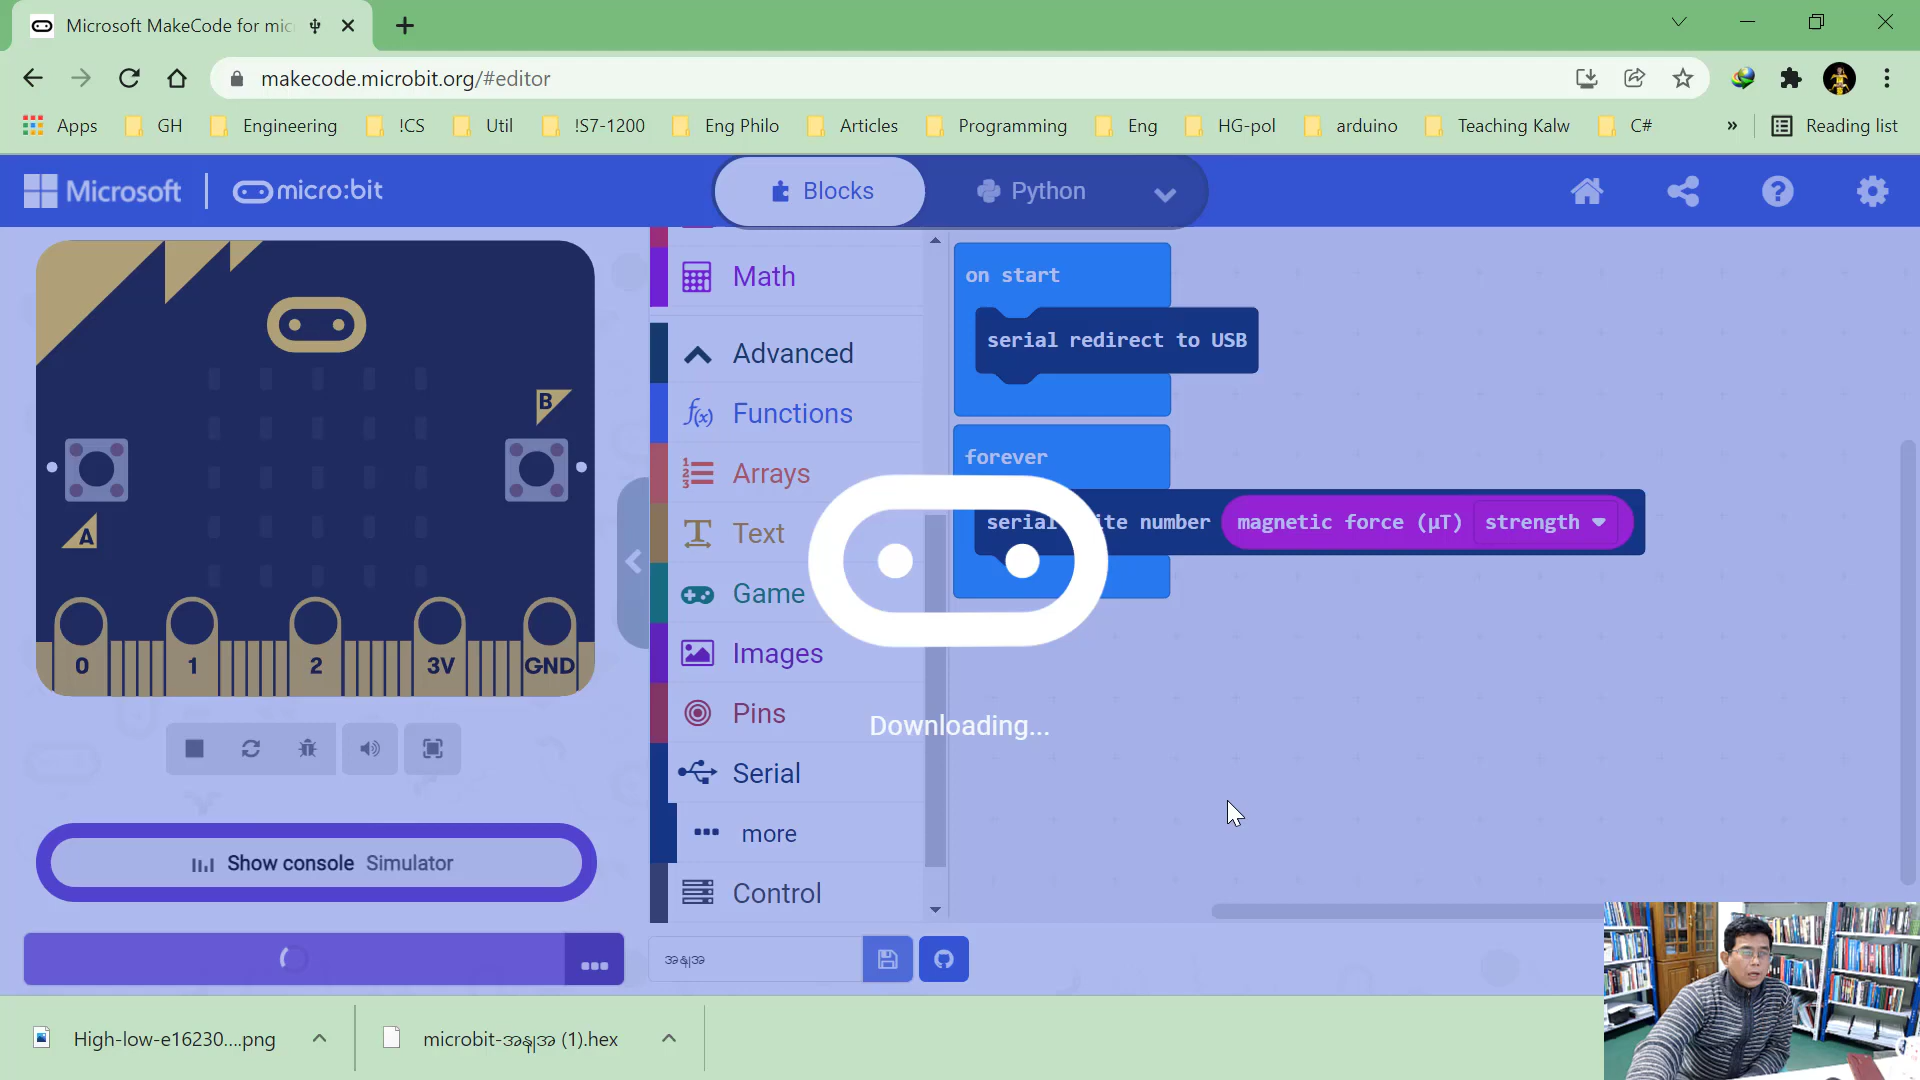 Microsoft MakeCode for mic
makecode.microbit.org/#editor
Apps GH Engineering !CS Util !S7-1200 Eng Philo Articles Programming Eng HG-pol arduino Teaching Kalw C# » Reading list
Microsoft micro:bit Blocks Python
Math
Advanced
Functions
Arrays
Text
Game
Images
Pins
Serial
more
Control
on start
serial redirect to USB
forever
serial ite number magnetic force (µT) strength
B
A
0 1 2 3V GND
Downloading...
Show console Simulator
အနျအ
High-low-e16230....png
microbit-အနျအ (1).hex